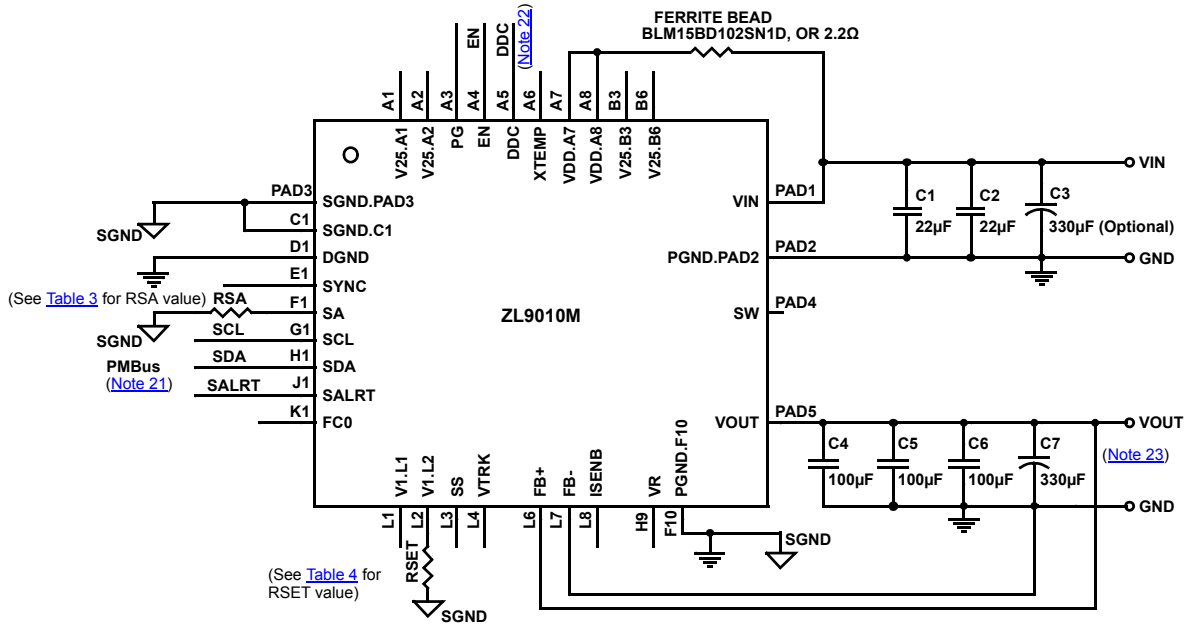 FERRITE BEAD
BLM15BD102SN1D, OR 2.2Ω
EN
DDC
(Note 22)
A1
A2
A3
A4
A5
A6
A7
A8
B3
B6
V25.A1
V25.A2
PG
EN
DDC
XTEMP
VDD.A7
VDD.A8
V25.B3
V25.B6
PAD3
SGND.PAD3
SGND
C1
SGND.C1
D1
DGND
E1
SYNC
(See Table 3 for RSA value)
RSA
F1
SA
SGND
SCL
G1
SCL
PMBus
(Note 21)
SDA
H1
SDA
SALRT
J1
SALRT
K1
FC0
ZL9010M
VIN
PAD1
PGND.PAD2
PAD2
SW
PAD4
VOUT
PAD5
C1
22µF
C2
22µF
C3
330µF (Optional)
VIN
GND
C4
100µF
C5
100µF
C6
100µF
C7
330µF
VOUT
(Note 23)
GND
V1.L1
V1.L2
SS
VTRK
FB+
FB-
ISENB
VR
PGND.F10
L1
L2
L3
L4
L6
L7
L8
H9
F10
RSET
(See Table 4 for
RSET value)
SGND
SGND